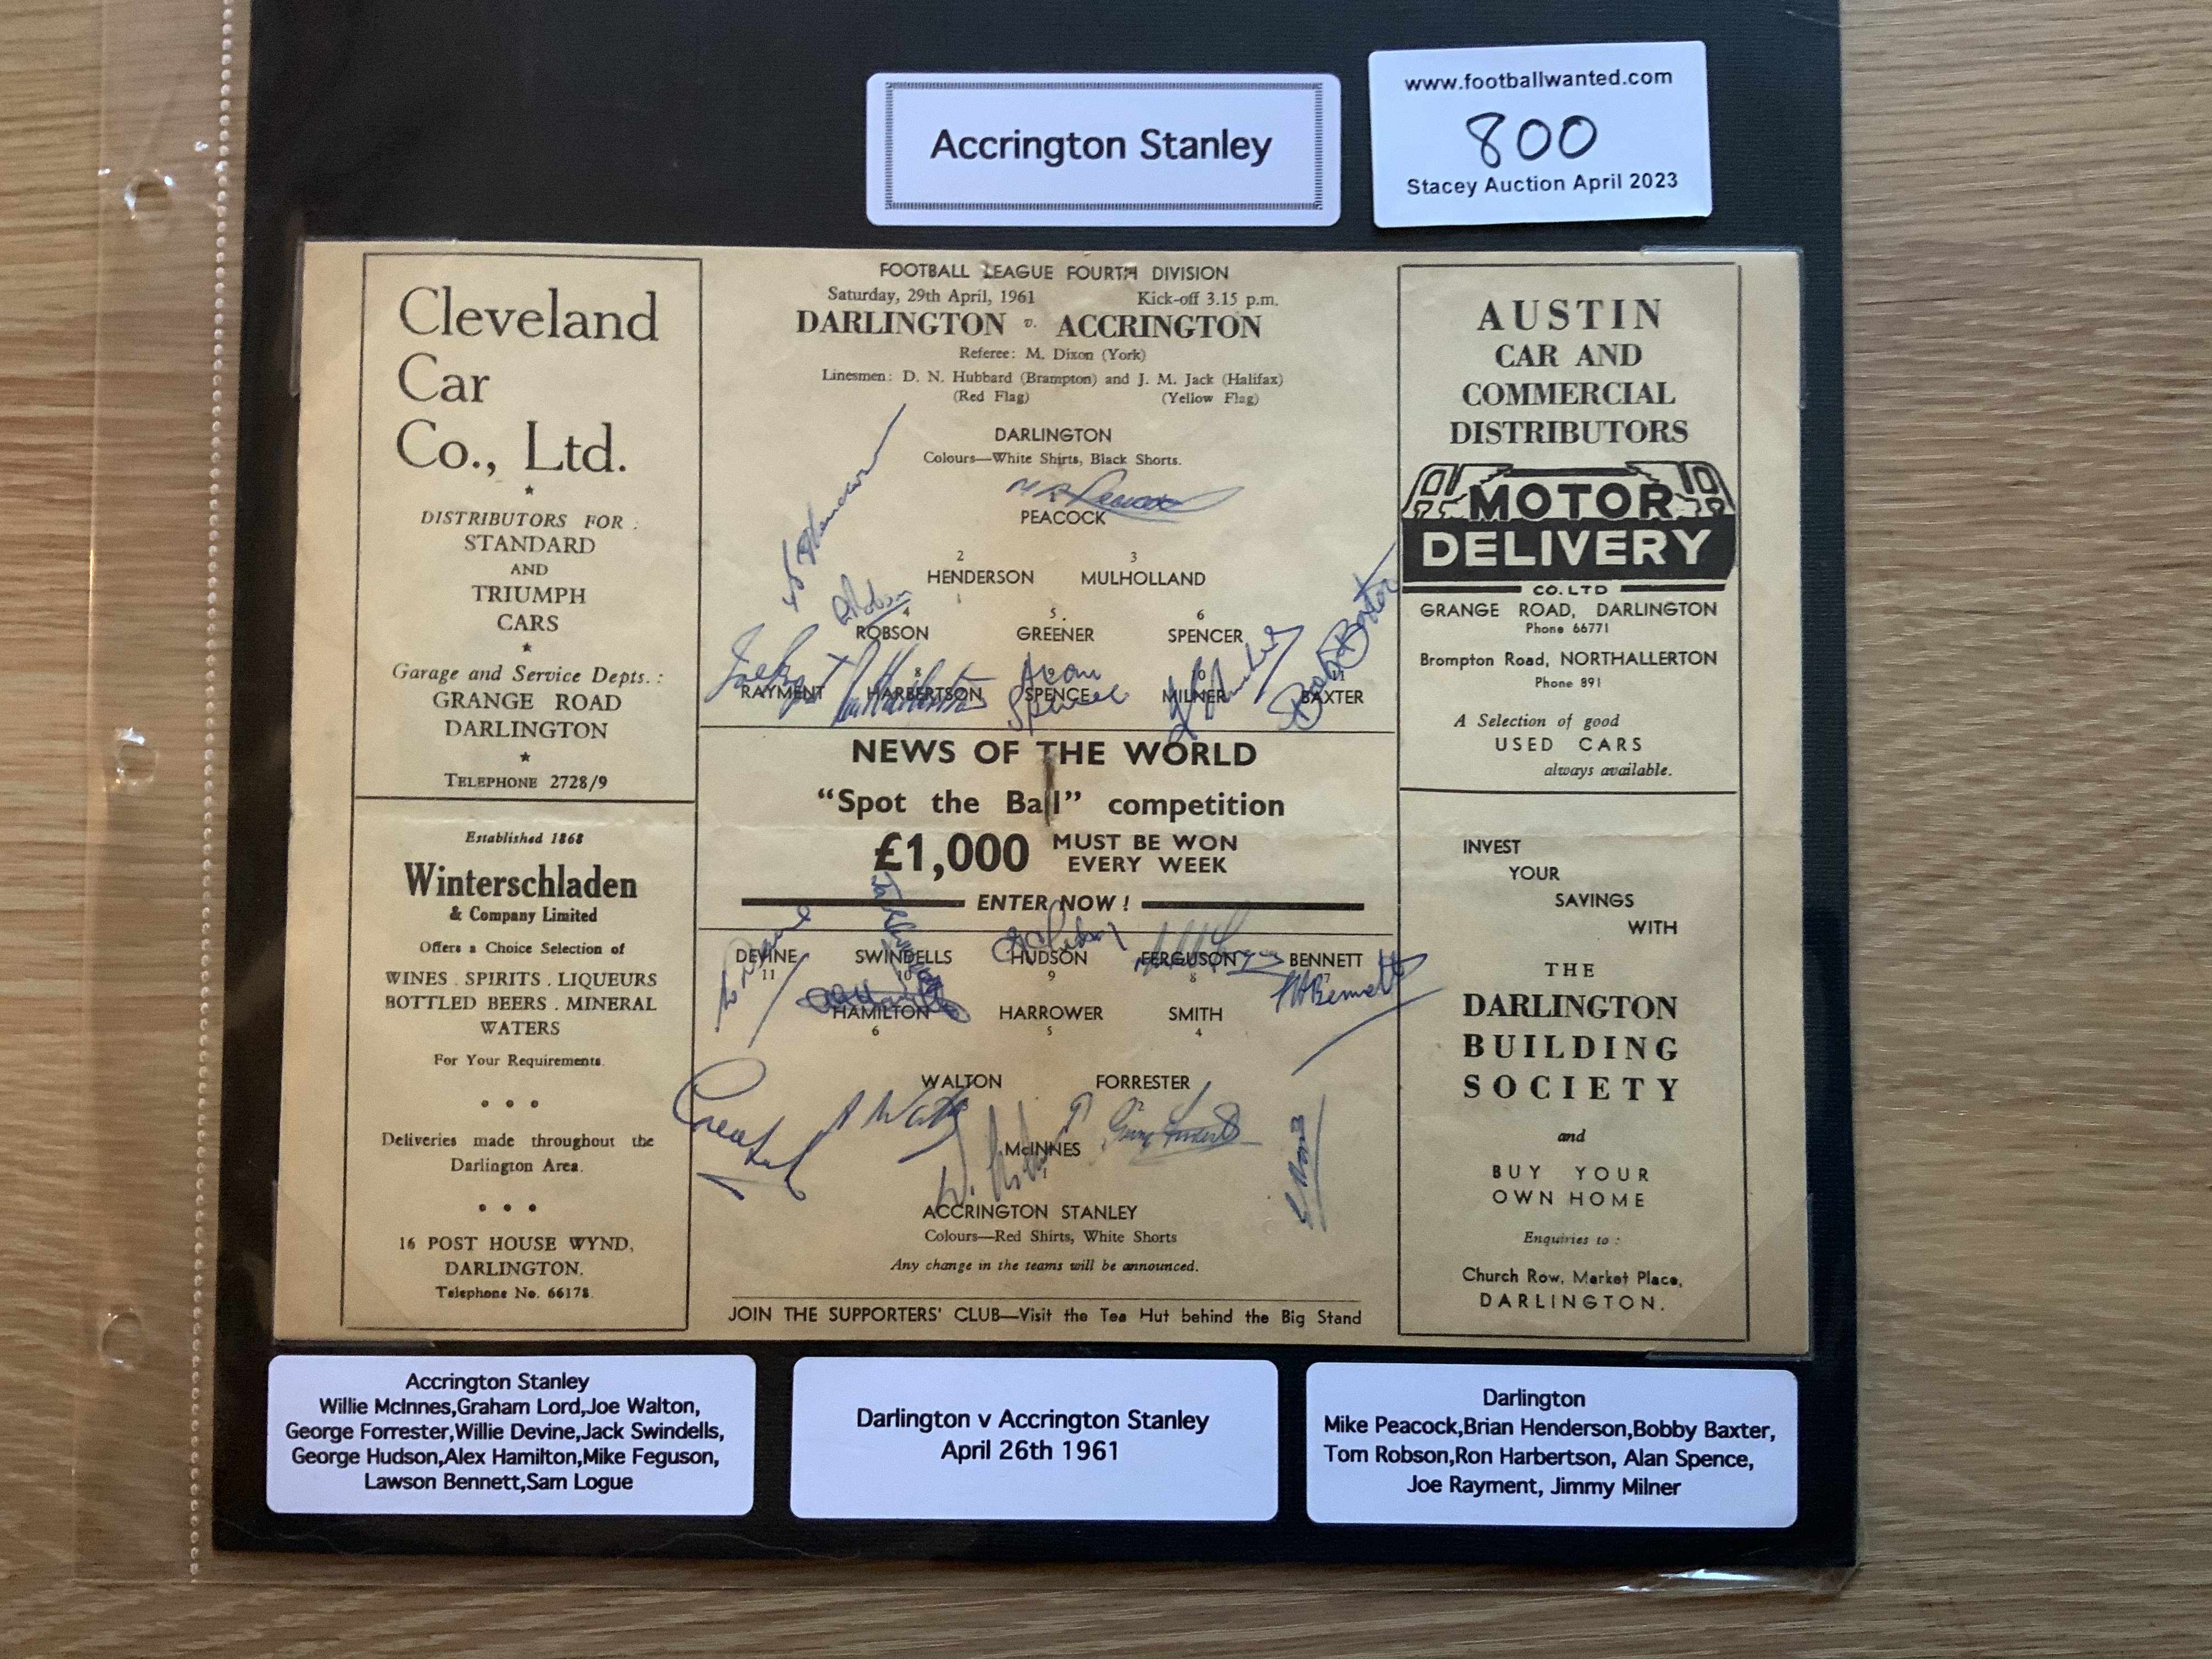 Accrington Stanley
www.footballwanted.com
800
Stacey Auction April 2023
Cleveland
Car
Co., Ltd.
DISTRIBUTORS FOR :
STANDARD
AND
TRIUMPH
CARS
Garage and Service Depts. :
GRANGE ROAD
DARLINGTON
TELEPHONE 2728/9
Established 1868
Winterschladen
& Company Limited
Offers a Choice Selection of
WINES . SPIRITS . LIQUEURS
BOTTLED BEERS . MINERAL
WATERS
For Your Requirements.
Deliveries made throughout the
Darlington Area.
16 POST HOUSE WYND,
DARLINGTON.
Telephone No. 66178.
FOOTBALL LEAGUE FOURTH DIVISION
Saturday, 29th April, 1961 Kick-off 3.15 p.m.
DARLINGTON v. ACCRINGTON
Referee: M. Dixon (York)
Linesmen: D. N. Hubbard (Brampton) and J. M. Jack (Halifax)
(Red Flag) (Yellow Flag)
DARLINGTON
Colours—White Shirts, Black Shorts.
M R Peacock
PEACOCK
2 3
HENDERSON MULHOLLAND
4 5 6
ROBSON GREENER SPENCER
Alan
Spence
Bob Baxter
8 10 11
RAYMENT HARBERTSON SPENCE MILNER BAXTER
NEWS OF THE WORLD
"Spot the Ball" competition
£1,000 MUST BE WON
EVERY WEEK
ENTER NOW !
DEVINE SWINDELLS HUDSON FERGUSON BENNETT
11 10 9 8 7
Bennett
HAMILTON HARROWER SMITH
6 5 4
WALTON FORRESTER
McINNES
ACCRINGTON STANLEY
Colours—Red Shirts, White Shorts
Any change in the teams will be announced.
JOIN THE SUPPORTERS' CLUB—Visit the Tea Hut behind the Big Stand
AUSTIN
CAR AND
COMMERCIAL
DISTRIBUTORS
MOTOR
DELIVERY
CO. LTD
GRANGE ROAD, DARLINGTON
Phone 66771
Brompton Road, NORTHALLERTON
Phone 891
A Selection of good
USED CARS
always available.
INVEST
YOUR
SAVINGS
WITH
THE
DARLINGTON
BUILDING
SOCIETY
and
BUY YOUR
OWN HOME
Enquiries to :
Church Row, Market Place,
DARLINGTON.
Accrington Stanley
Willie McInnes,Graham Lord,Joe Walton,
George Forrester,Willie Devine,Jack Swindells,
George Hudson,Alex Hamilton,Mike Feguson,
Lawson Bennett,Sam Logue
Darlington v Accrington Stanley
April 26th 1961
Darlington
Mike Peacock,Brian Henderson,Bobby Baxter,
Tom Robson,Ron Harbertson, Alan Spence,
Joe Rayment, Jimmy Milner